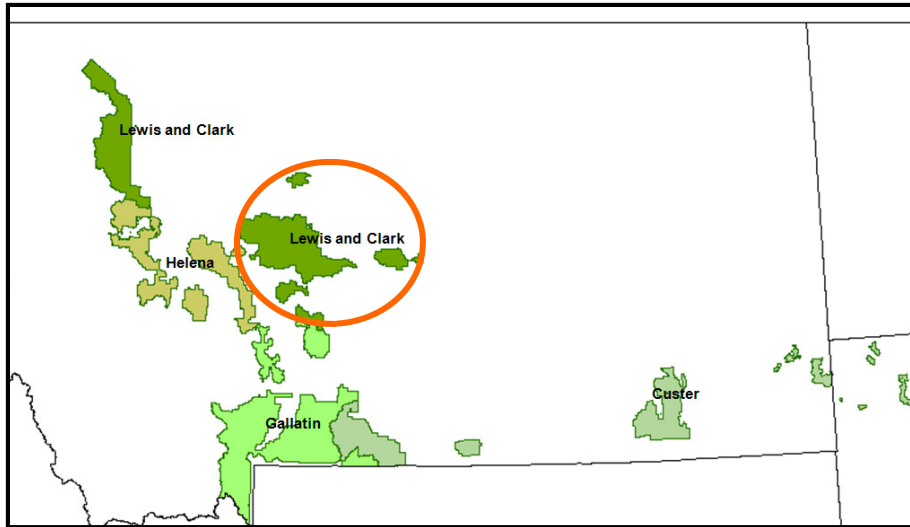 Lewis and Clark
Lewis and Clark
Helena
Custer
Gallatin